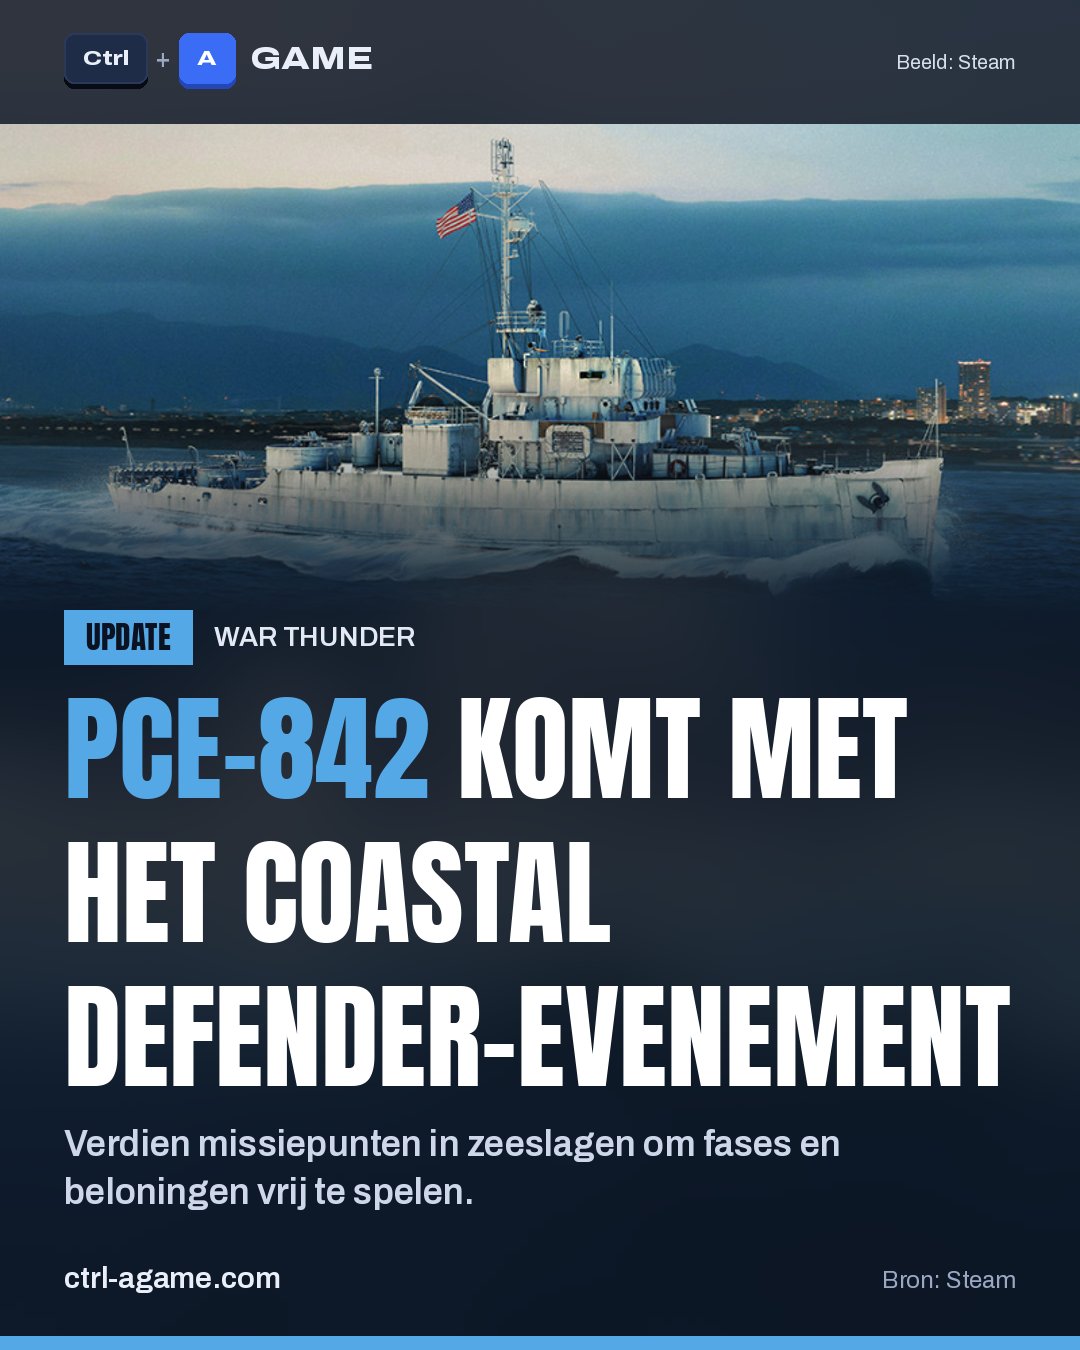 Ctrl + A GAME
Beeld: Steam
UPDATE WAR THUNDER
PCE-842 KOMT MET
HET COASTAL
DEFENDER-EVENEMENT
Verdien missiepunten in zeeslagen om fases en
beloningen vrij te spelen.
ctrl-agame.com
Bron: Steam